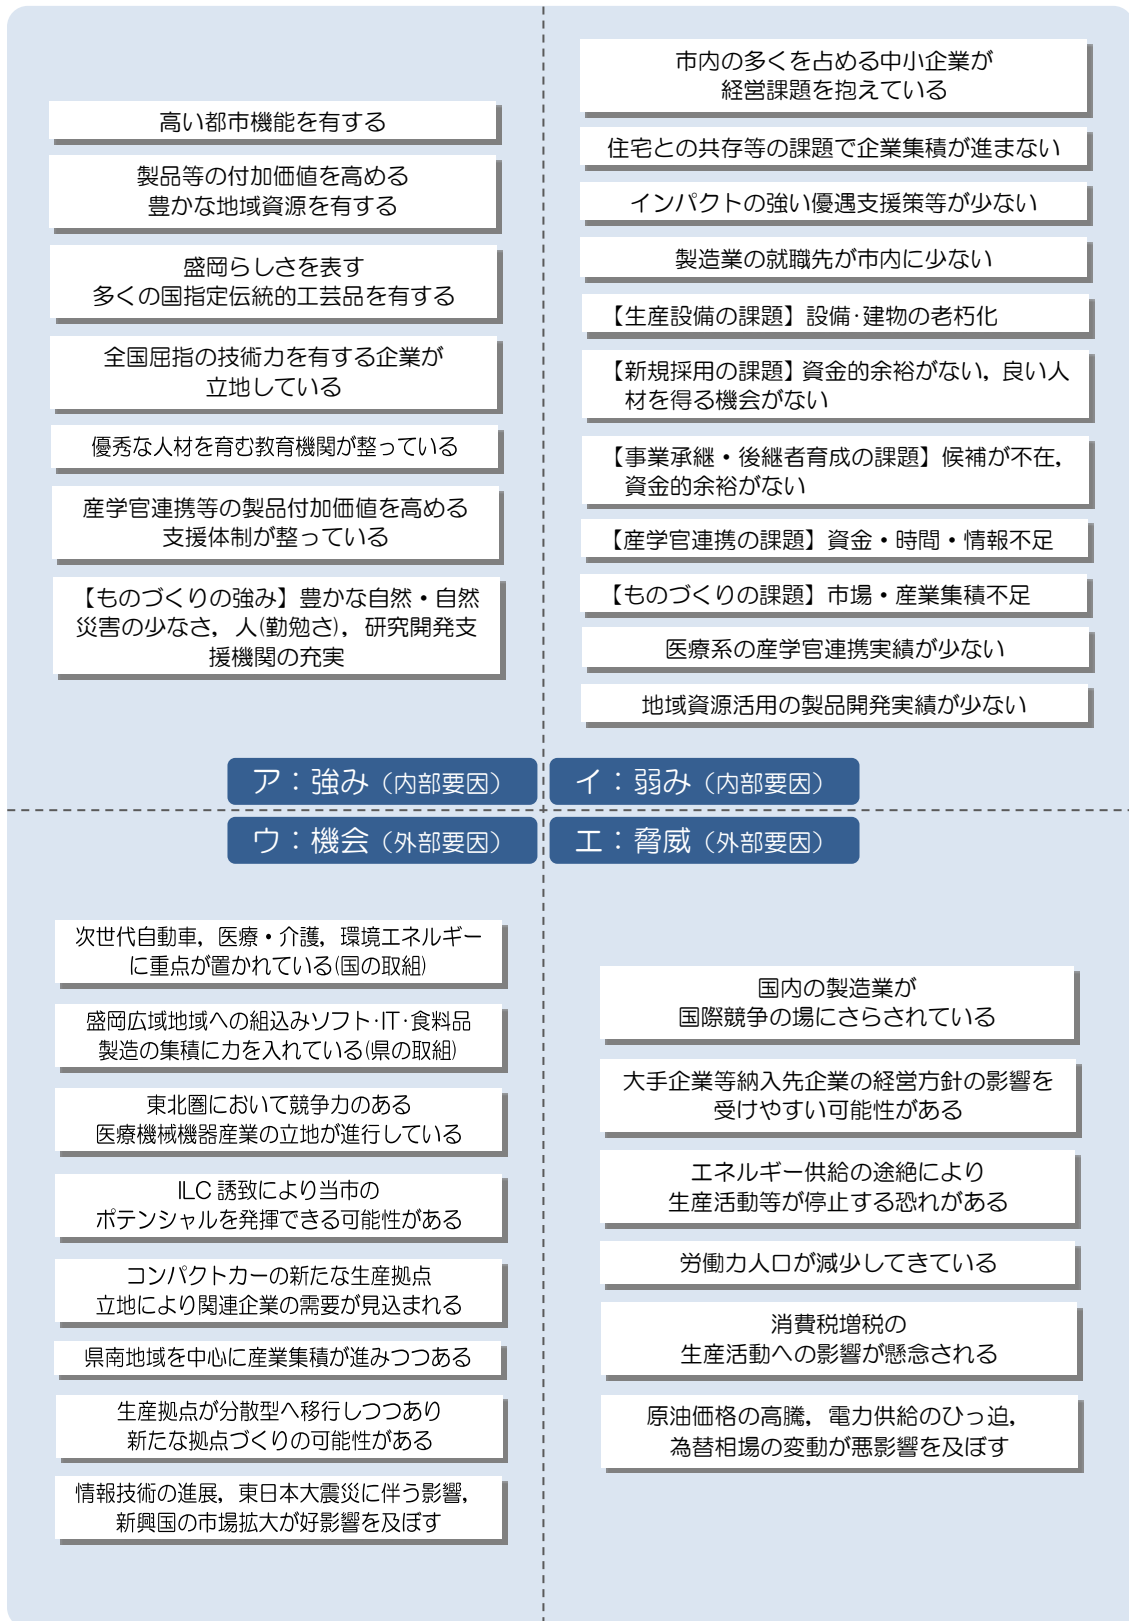 高い都市機能を有する
製品等の付加価値を高める
豊かな地域資源を有する
盛岡らしさを表す
多くの国指定伝統的工芸品を有する
全国屈指の技術力を有する企業が
立地している
優秀な人材を育む教育機関が整っている
産学官連携等の製品付加価値を高める
支援体制が整っている
【ものづくりの強み】豊かな自然・自然
災害の少なさ，人(勤勉さ)，研究開発支
援機関の充実
市内の多くを占める中小企業が
経営課題を抱えている
住宅との共存等の課題で企業集積が進まない
インパクトの強い優遇支援策等が少ない
製造業の就職先が市内に少ない
【生産設備の課題】設備･建物の老朽化
【新規採用の課題】資金的余裕がない，良い人
材を得る機会がない
【事業承継・後継者育成の課題】候補が不在，
資金的余裕がない
【産学官連携の課題】資金・時間・情報不足
【ものづくりの課題】市場・産業集積不足
医療系の産学官連携実績が少ない
地域資源活用の製品開発実績が少ない
ア：強み（内部要因）
イ：弱み（内部要因）
ウ：機会（外部要因）
エ：脅威（外部要因）
次世代自動車，医療・介護，環境エネルギー
に重点が置かれている(国の取組)
盛岡広域地域への組込みソフト･IT･食料品
製造の集積に力を入れている(県の取組)
東北圏において競争力のある
医療機械機器産業の立地が進行している
ILC 誘致により当市の
ポテンシャルを発揮できる可能性がある
コンパクトカーの新たな生産拠点
立地により関連企業の需要が見込まれる
県南地域を中心に産業集積が進みつつある
生産拠点が分散型へ移行しつつあり
新たな拠点づくりの可能性がある
情報技術の進展，東日本大震災に伴う影響，
新興国の市場拡大が好影響を及ぼす
国内の製造業が
国際競争の場にさらされている
大手企業等納入先企業の経営方針の影響を
受けやすい可能性がある
エネルギー供給の途絶により
生産活動等が停止する恐れがある
労働力人口が減少してきている
消費税増税の
生産活動への影響が懸念される
原油価格の高騰，電力供給のひっ迫，
為替相場の変動が悪影響を及ぼす